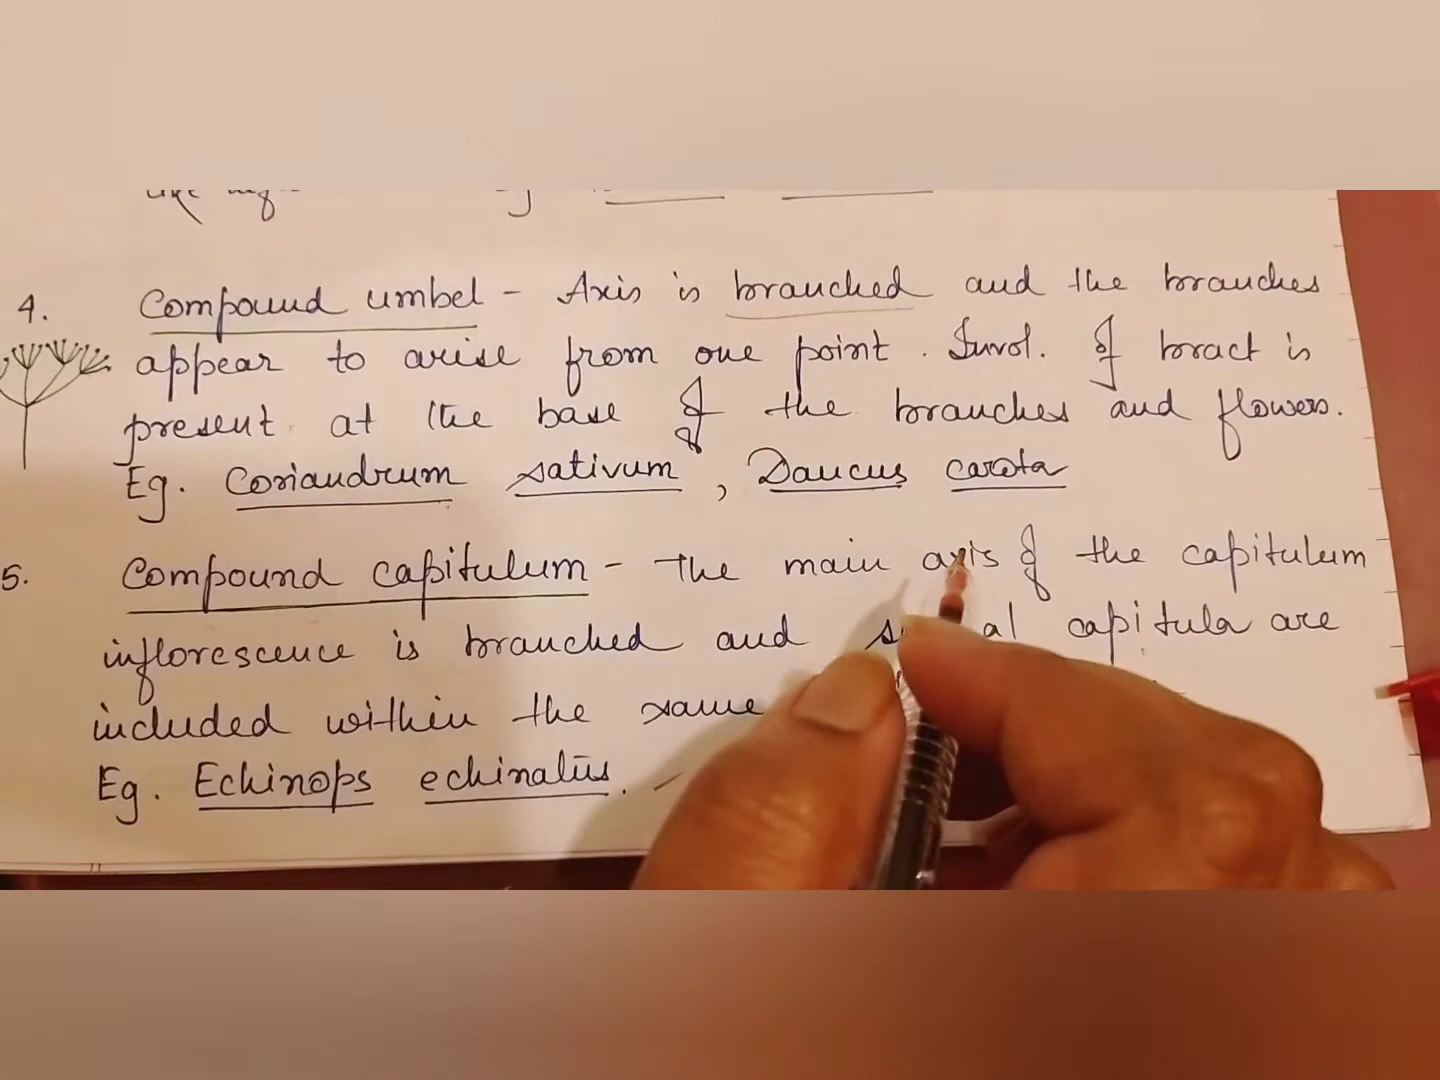 4. Compound umbel - Axis is branched and the branches
appear to arise from one point. Invol. of bract is
present at the base of the branches and flowers.
Eg. Coriandrum sativum, Daucus carota
5. Compound capitulum - The main axis of the capitulum
inflorescence is branched and capitula are
included within the same
Eg. Echinops echinatus.